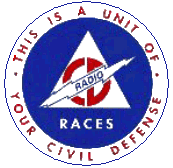 · THIS IS A UNIT OF ·
RADIO
RACES
YOUR CIVIL DEFENSE